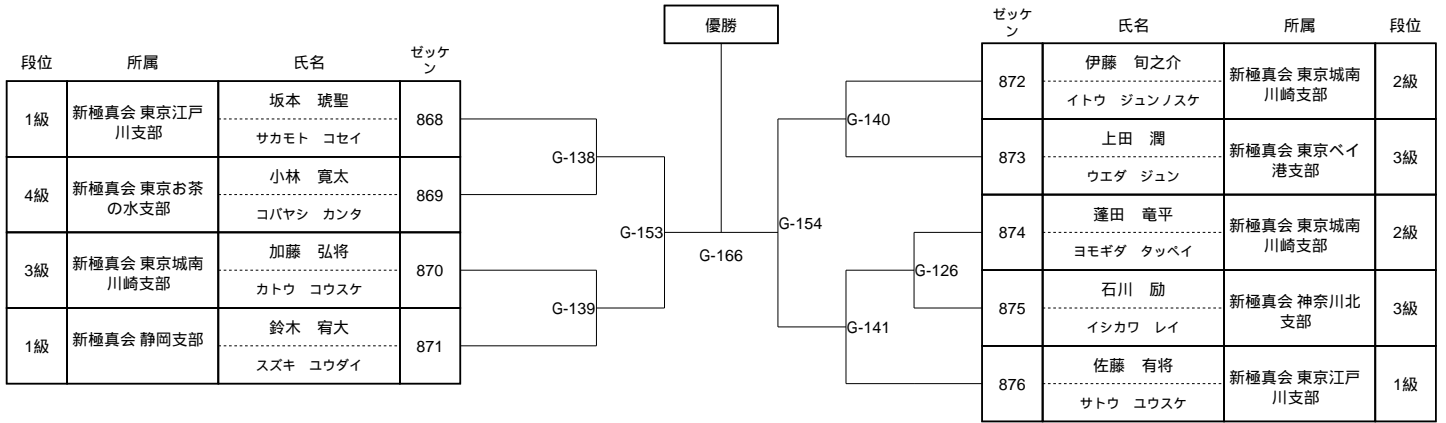 優勝
段位
所属
氏名
ゼッケ
ン
1級
新極真会 東京江戸
川支部
坂本 琥聖
サカモト コセイ
868
4級
新極真会 東京お茶
の水支部
小林 寛太
コバヤシ カンタ
869
3級
新極真会 東京城南
川崎支部
加藤 弘将
カトウ コウスケ
870
1級
新極真会 静岡支部
鈴木 宥大
スズキ ユウダイ
871
G-138
G-139
G-153
G-166
G-154
G-140
G-126
G-141
ゼッケ
ン
氏名
所属
段位
872
伊藤 旬之介
イトウ ジュンノスケ
新極真会 東京城南
川崎支部
2級
873
上田 潤
ウエダ ジュン
新極真会 東京ベイ
港支部
3級
874
蓬田 竜平
ヨモギダ タッペイ
新極真会 東京城南
川崎支部
2級
875
石川 励
イシカワ レイ
新極真会 神奈川北
支部
3級
876
佐藤 有将
サトウ ユウスケ
新極真会 東京江戸
川支部
1級